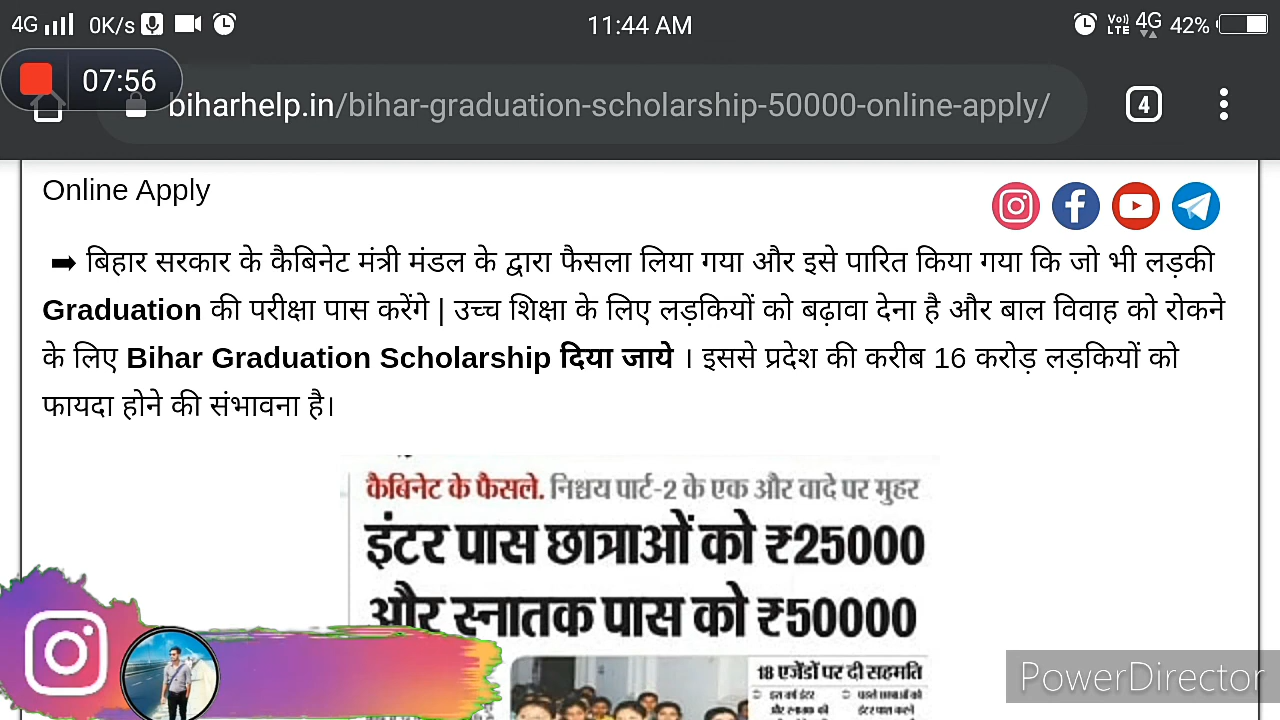 4G 0K/s 11:44 AM VoLTE 4G 42%
07:56
biharhelp.in/bihar-graduation-scholarship-50000-online-apply/ 4
Online Apply
➡ बिहार सरकार के कैबिनेट मंत्री मंडल के द्वारा फैसला लिया गया और इसे पारित किया गया कि जो भी लड़की
Graduation की परीक्षा पास करेंगे | उच्च शिक्षा के लिए लड़कियों को बढ़ावा देना है और बाल विवाह को रोकने
के लिए Bihar Graduation Scholarship दिया जाये । इससे प्रदेश की करीब 16 करोड़ लड़कियों को
फायदा होने की संभावना है।
कैबिनेट के फैसले. निश्चय पार्ट-2 के एक और वादे पर मुहर
इंटर पास छात्राओं को ₹25000
और स्नातक पास को ₹50000
18 एजेंडों पर दी सहमति
PowerDirector